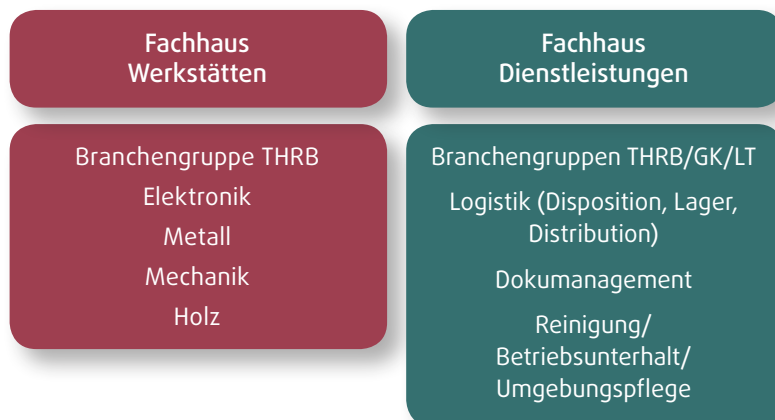 Fachhaus
Werkstätten
Branchengruppe THRB
Elektronik
Metall
Mechanik
Holz
Fachhaus
Dienstleistungen
Branchengruppen THRB/GK/LT
Logistik (Disposition, Lager,
Distribution)
Dokumanagement
Reinigung/
Betriebsunterhalt/
Umgebungspflege